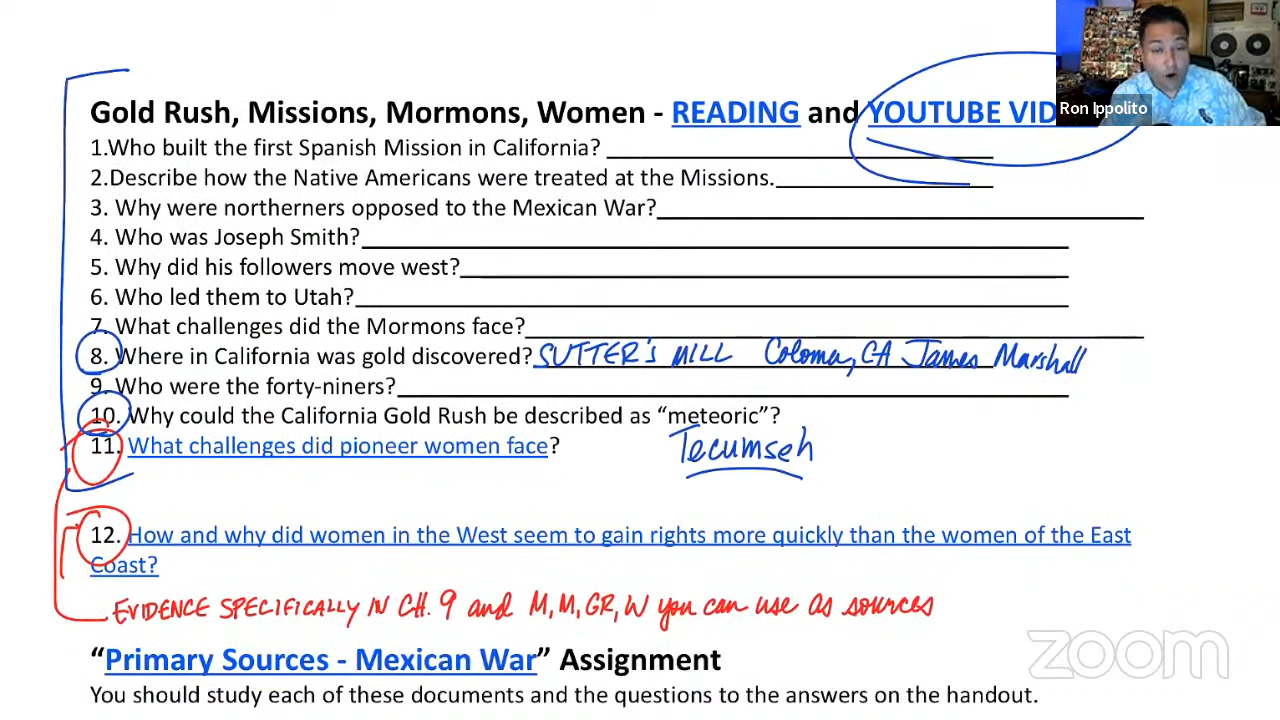 Ron Ippolito
Gold Rush, Missions, Mormons, Women - READING and YOUTUBE VID
1.Who built the first Spanish Mission in California?
2.Describe how the Native Americans were treated at the Missions.
3. Why were northerners opposed to the Mexican War?
4. Who was Joseph Smith?
5. Why did his followers move west?
6. Who led them to Utah?
7. What challenges did the Mormons face?
8. Where in California was gold discovered? SUTTER'S MILL Coloma, CA James Marshall
9. Who were the forty-niners?
10. Why could the California Gold Rush be described as “meteoric”?
11. What challenges did pioneer women face?
Tecumseh
12. How and why did women in the West seem to gain rights more quickly than the women of the East
Coast?
EVIDENCE SPECIFICALLY IN CH. 9 and M, M, GR, W you can use as sources
zoom
“Primary Sources - Mexican War” Assignment
You should study each of these documents and the questions to the answers on the handout.